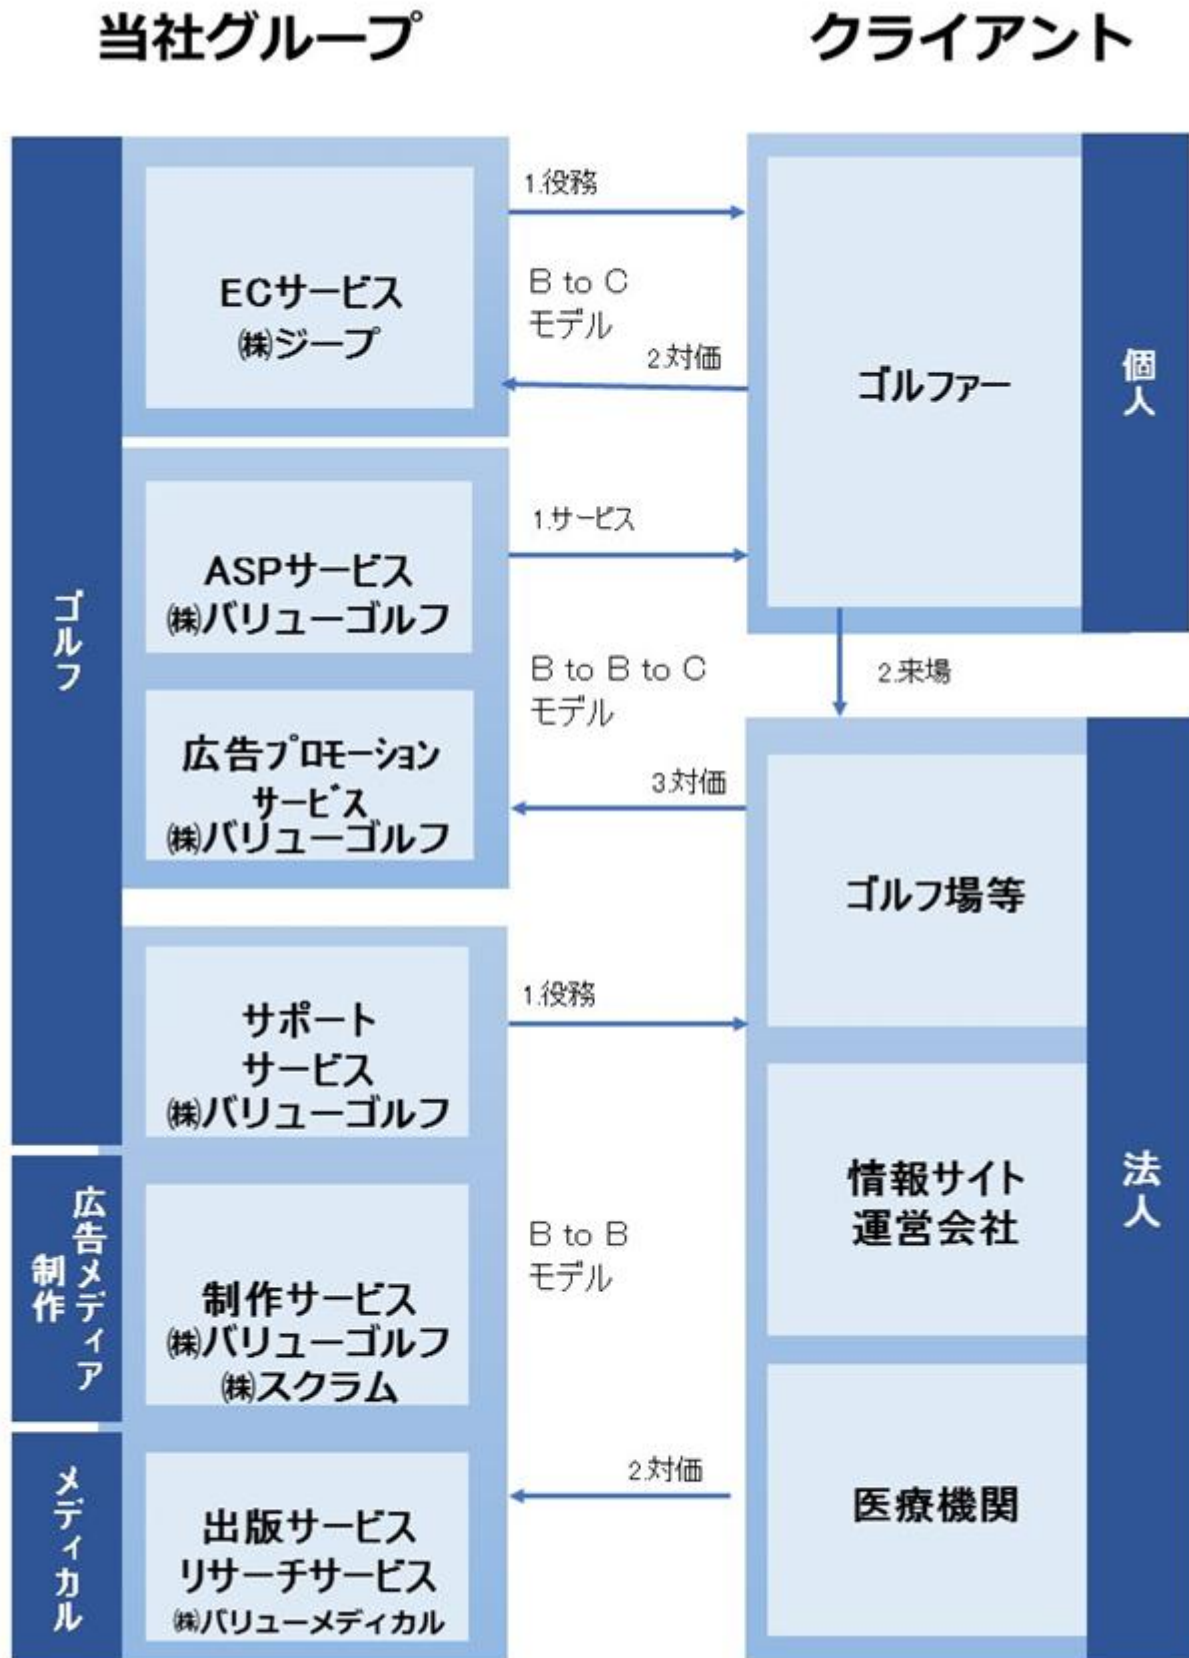 当社グループ
クライアント
ゴルフ
ECサービス
㈱ジープ
1.役務
B to C
モデル
2.対価
ゴルファー
個人
ASPサービス
㈱バリューゴルフ
広告プロモーション
サービス
㈱バリューゴルフ
1.サービス
B to B to C
モデル
2.来場
3.対価
ゴルフ場等
サポート
サービス
㈱バリューゴルフ
1.役務
情報サイト
運営会社
法人
広告メディア
制作
制作サービス
㈱バリューゴルフ
㈱スクラム
B to B
モデル
メディカル
出版サービス
リサーチサービス
㈱バリューメディカル
2.対価
医療機関